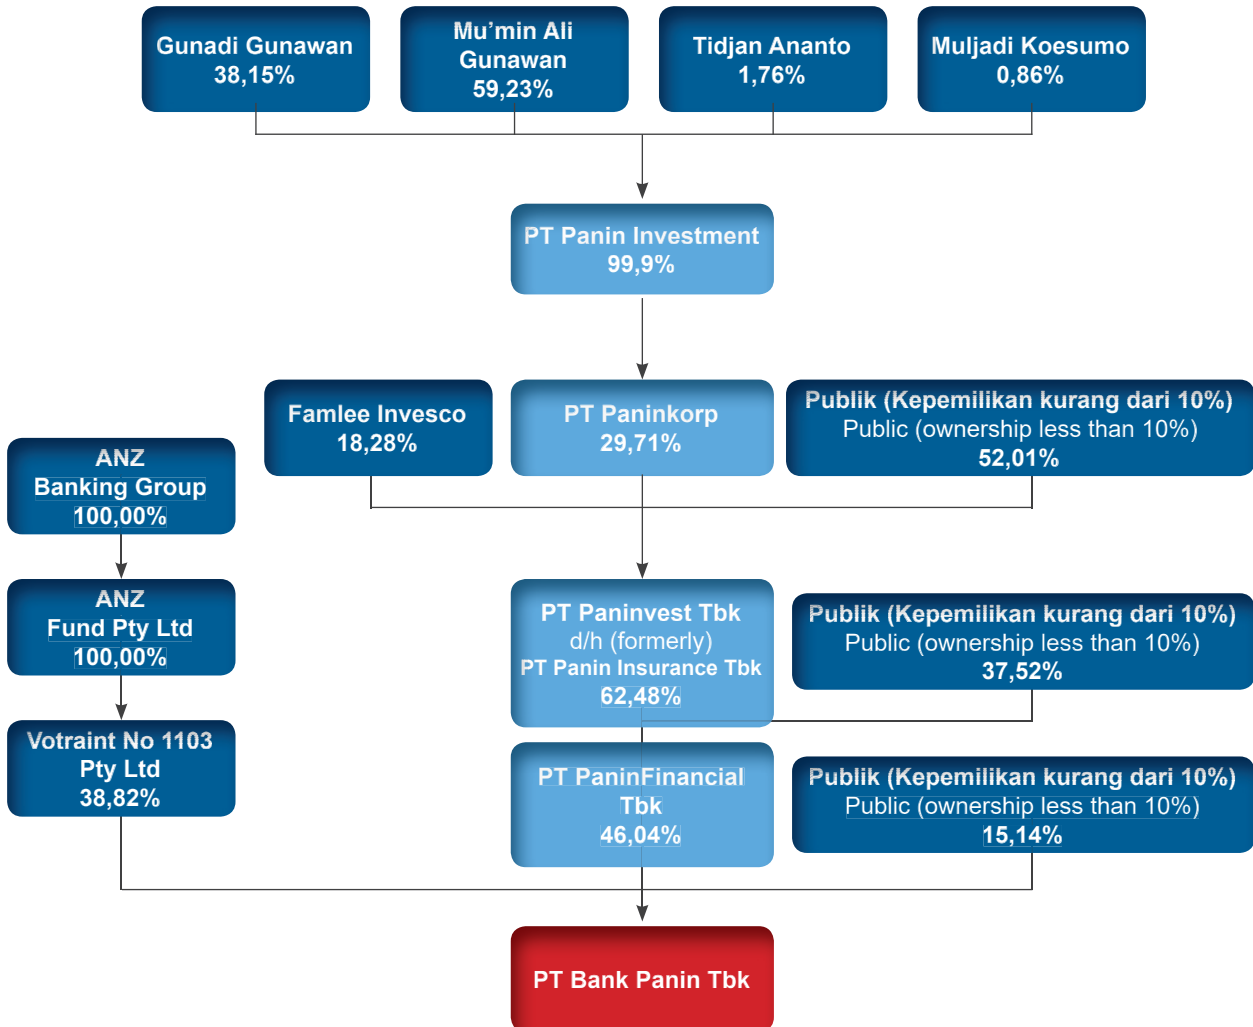 Gunadi Gunawan
38,15%
Mu’min Ali
Gunawan
59,23%
Tidjan Ananto
1,76%
Muljadi Koesumo
0,86%
PT Panin Investment
99,9%
Famlee Invesco
18,28%
PT Paninkorp
29,71%
Publik (Kepemilikan kurang dari 10%)
Public (ownership less than 10%)
52,01%
ANZ
Banking Group
100,00%
ANZ
Fund Pty Ltd
100,00%
PT Paninvest Tbk
d/h (formerly)
PT Panin Insurance Tbk
62,48%
Publik (Kepemilikan kurang dari 10%)
Public (ownership less than 10%)
37,52%
Votraint No 1103
Pty Ltd
38,82%
PT PaninFinancial
Tbk
46,04%
Publik (Kepemilikan kurang dari 10%)
Public (ownership less than 10%)
15,14%
PT Bank Panin Tbk